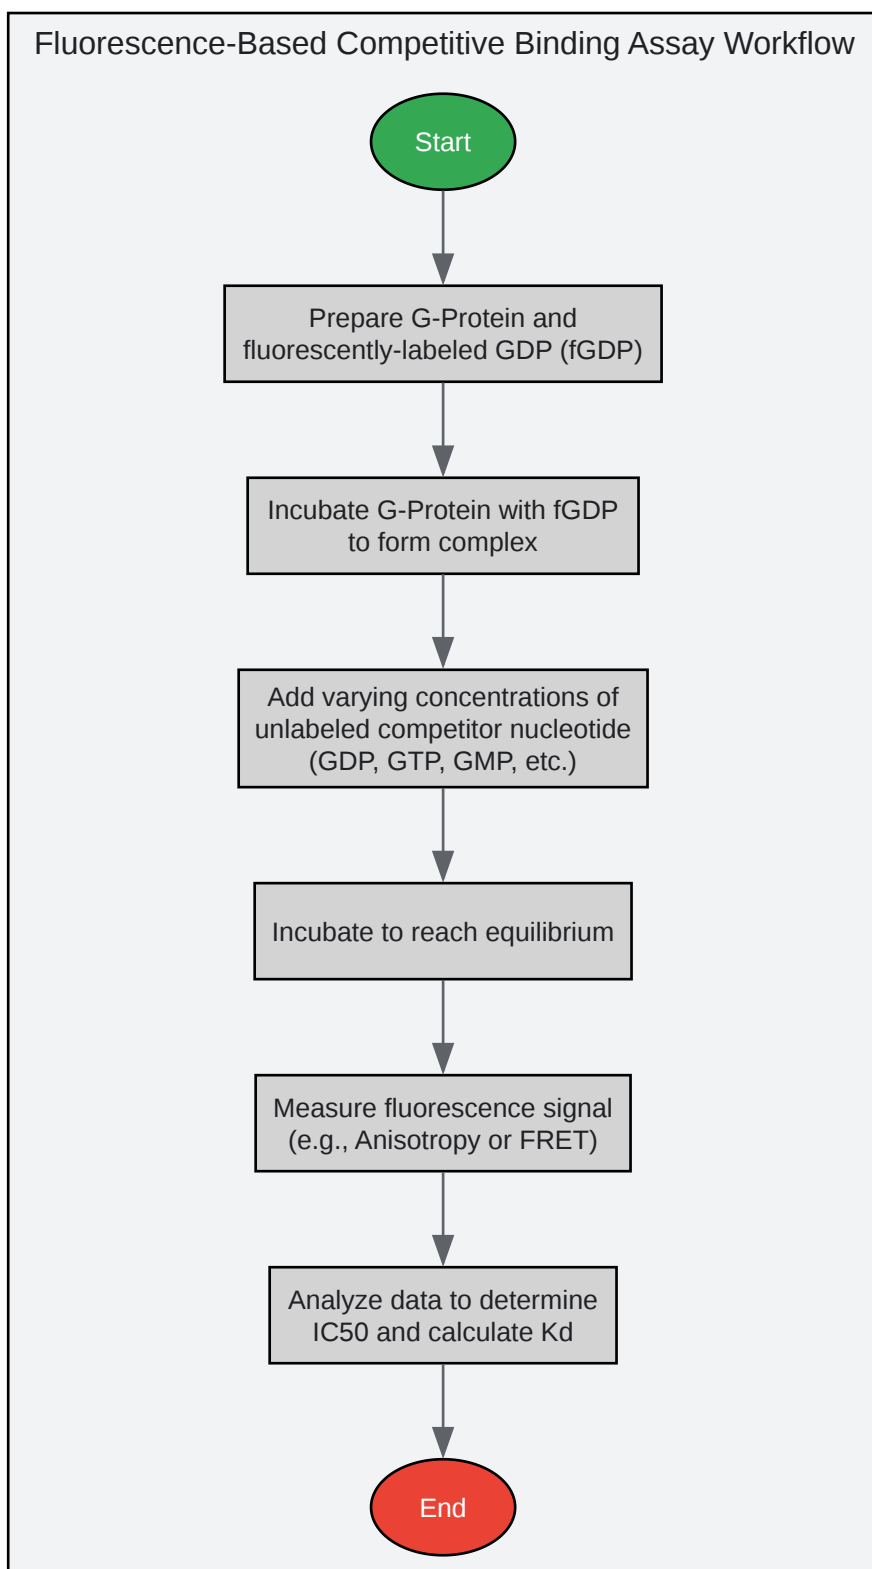 Fluorescence-Based Competitive Binding Assay Workflow
Start
Prepare G-Protein and
fluorescently-labeled GDP (fGDP)
Incubate G-Protein with fGDP
to form complex
Add varying concentrations of
unlabeled competitor nucleotide
(GDP, GTP, GMP, etc.)
Incubate to reach equilibrium
Measure fluorescence signal
(e.g., Anisotropy or FRET)
Analyze data to determine
IC50 and calculate Kd
End